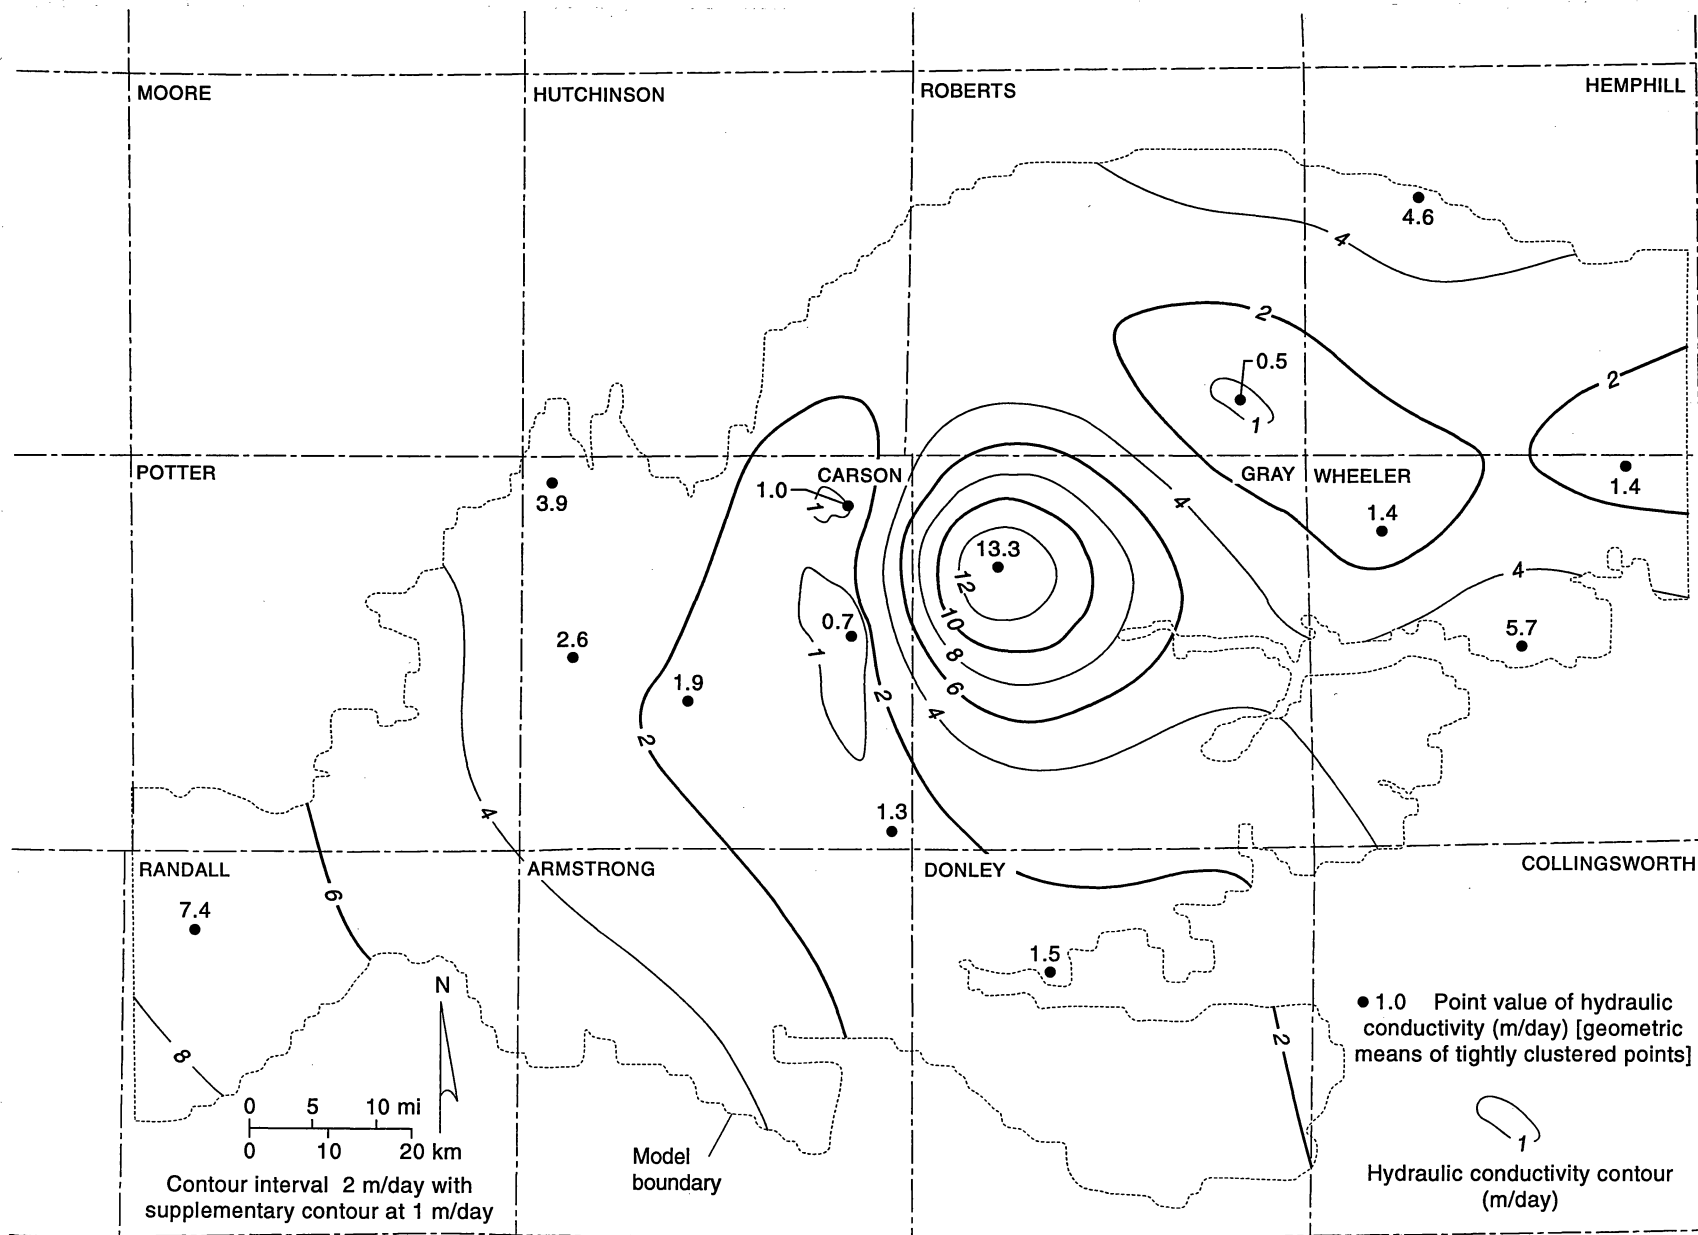 MOORE
HUTCHINSON
ROBERTS
HEMPHILL
4.6
4
2
0.5
1
2
POTTER
3.9
CARSON
1.0
1
GRAY
WHEELER
4
1.4
1.4
13.3
12
10
8
6
4
2.6
1.9
0.7
1
2
2
4
5.7
4
1.3
RANDALL
ARMSTRONG
DONLEY
COLLINGSWORTH
7.4
6
8
1.5
2
N
0 5 10 mi
0 10 20 km
Contour interval 2 m/day with
supplementary contour at 1 m/day
Model
boundary
1.0 Point value of hydraulic
conductivity (m/day) [geometric
means of tightly clustered points]
1
Hydraulic conductivity contour
(m/day)